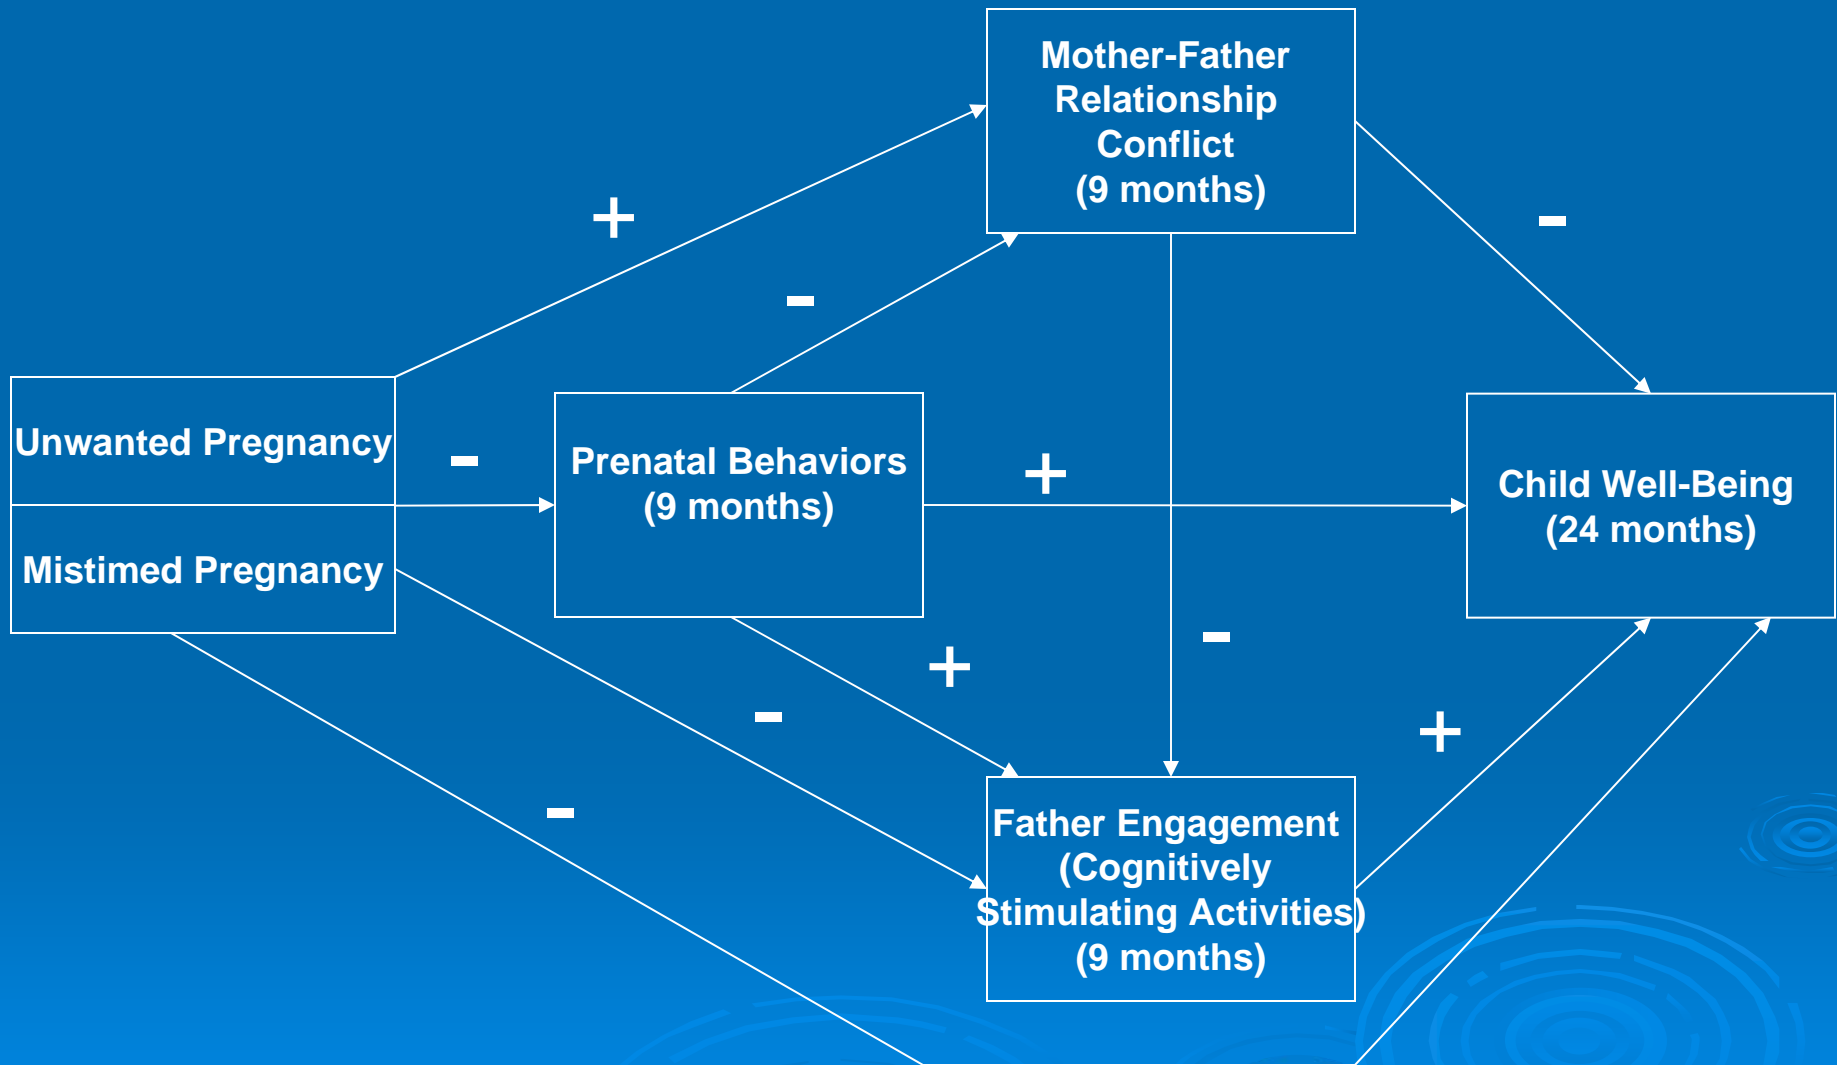 Mother-Father
Relationship
Conflict
(9 months)
+
-
-
Unwanted Pregnancy
Mistimed Pregnancy
-
Prenatal Behaviors
(9 months)
+
Child Well-Being
(24 months)
-
+
-
+
-
Father Engagement
(Cognitively
Stimulating Activities)
(9 months)